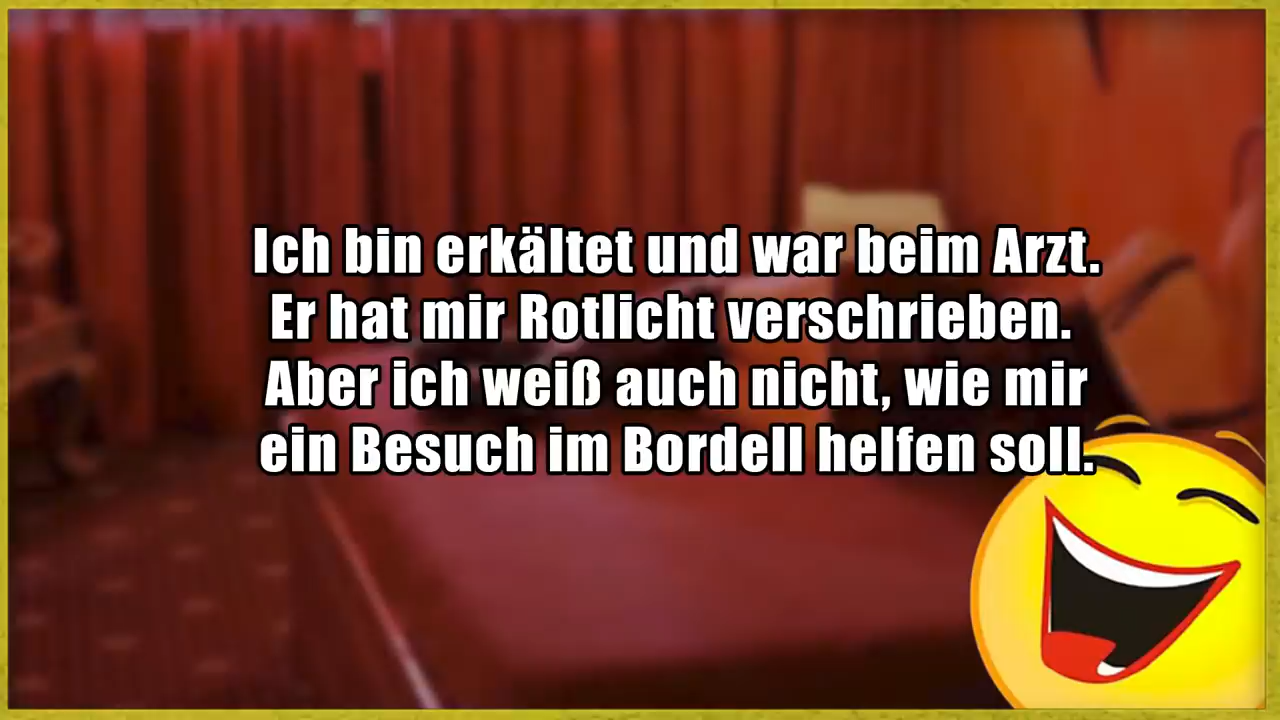 Ich bin erkältet und war beim Arzt.
Er hat mir Rotlicht verschrieben.
Aber ich weiß auch nicht, wie mir
ein Besuch im Bordell helfen soll.